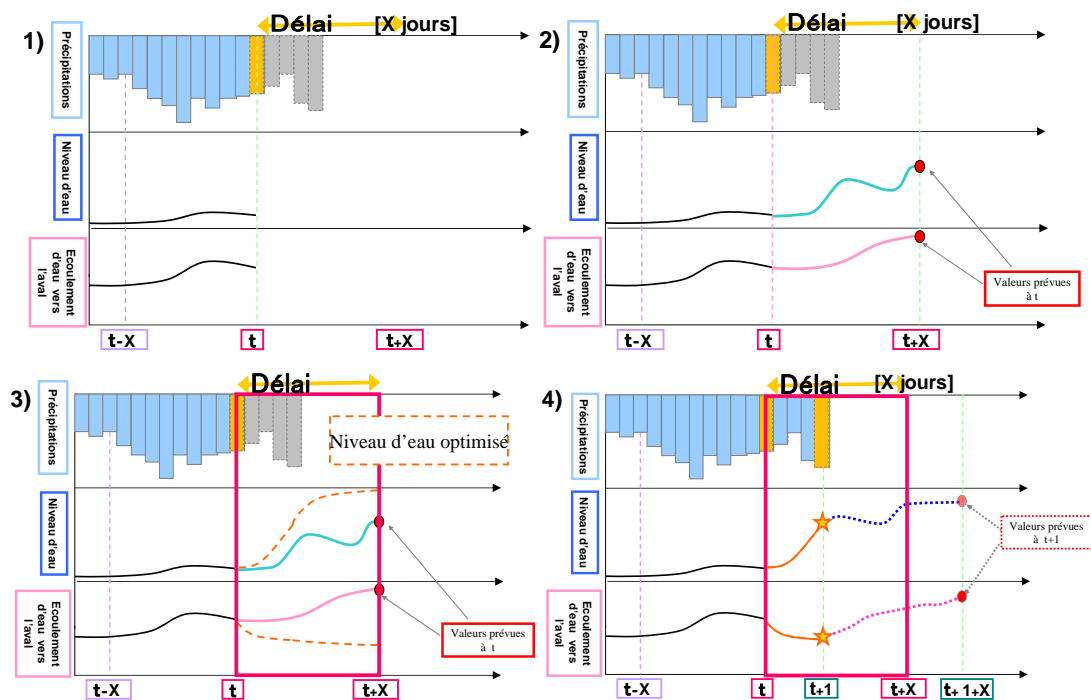 1)
Délai
[X jours]
Précipitations
Niveau d'eau
Ecoulement
d'eau vers
l'aval
t-X
t
t+X
2)
Délai
[X jours]
Précipitations
Niveau d'eau
Ecoulement
d'eau vers
l'aval
Valeurs prévues
à t
t-X
t
t+X
3)
Délai
Précipitations
Niveau d'eau optimisé
Niveau d'eau
Ecoulement
d'eau vers
l'aval
Valeurs prévues
à t
t-X
t
t+X
4)
Délai
[X jours]
Précipitations
Niveau d'eau
Valeurs prévues
à t+1
Ecoulement
d'eau vers
l'aval
t-X
t
t+1
t+X
t+ 1+X